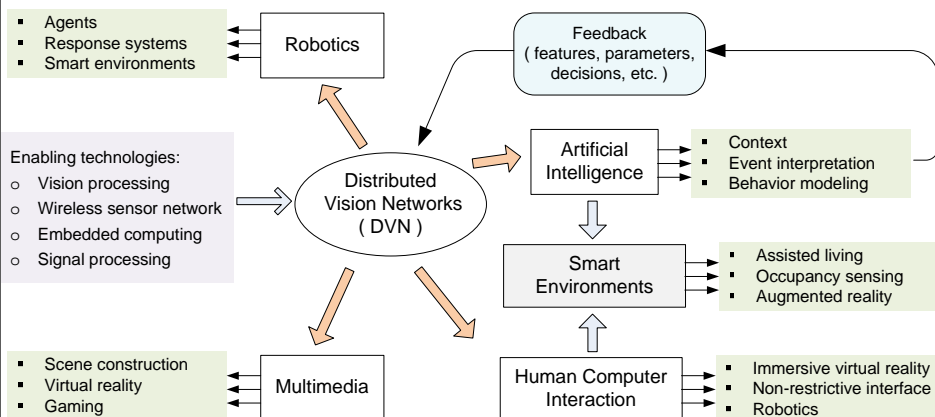 Agents
Response systems
Smart environments
Robotics
Feedback
( features, parameters,
decisions, etc. )
Enabling technologies:
Vision processing
Wireless sensor network
Embedded computing
Signal processing
Distributed
Vision Networks
( DVN )
Artificial
Intelligence
Context
Event interpretation
Behavior modeling
Smart
Environments
Assisted living
Occupancy sensing
Augmented reality
Scene construction
Virtual reality
Gaming
Multimedia
Human Computer
Interaction
Immersive virtual reality
Non-restrictive interface
Robotics